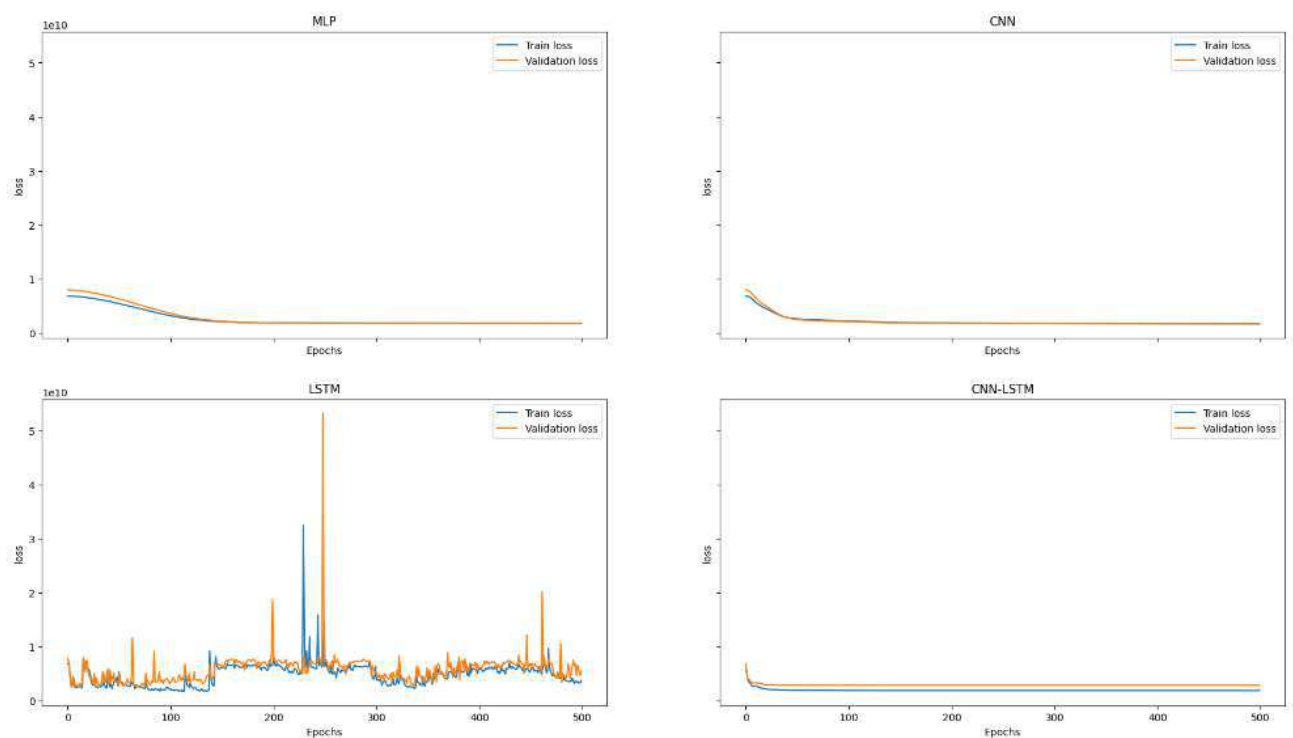 MLP
1e10
5
4
3
2
1
0
loss
Epochs
Train loss
Validation loss
CNN
loss
Epochs
Train loss
Validation loss
LSTM
1e10
5
4
3
2
1
0
loss
0 100 200 300 400 500
Epochs
Train loss
Validation loss
CNN-LSTM
loss
0 100 200 300 400 500
Epochs
Train loss
Validation loss